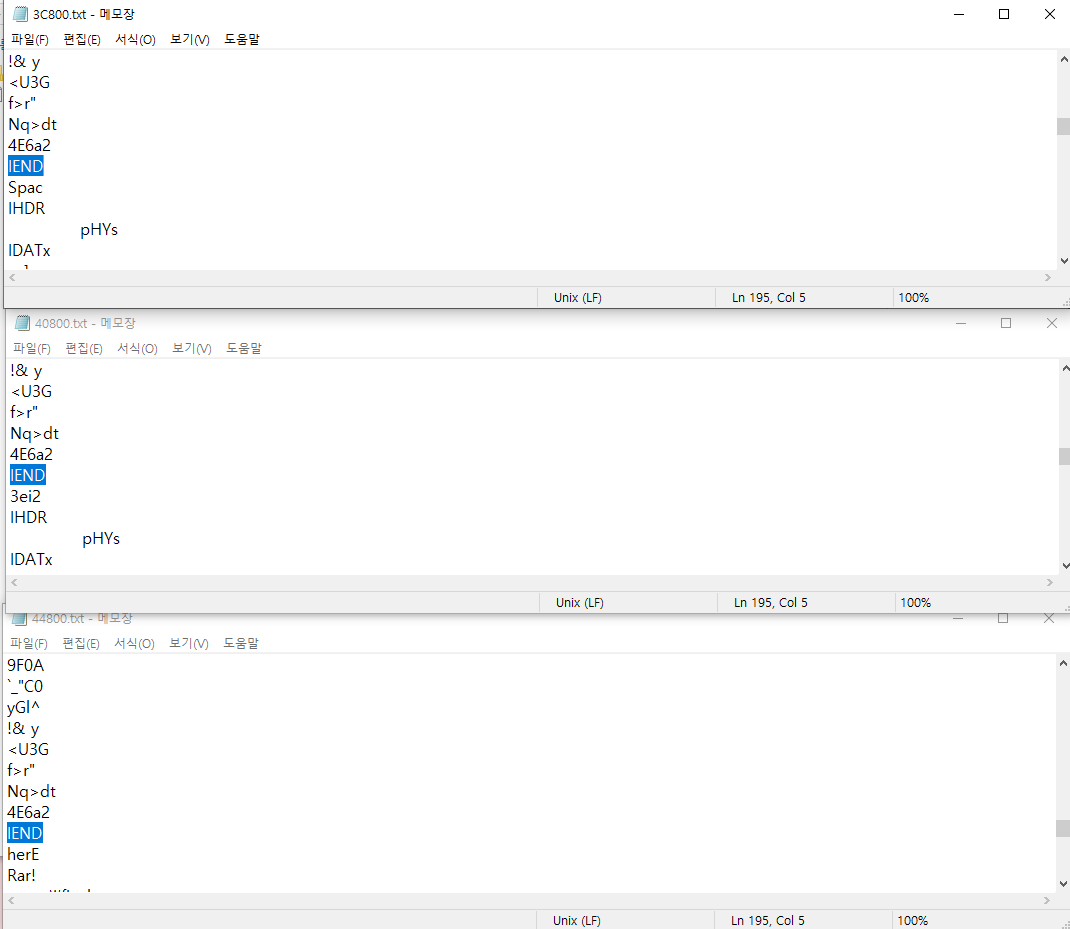 3C800.txt - 메모장
파일(F) 편집(E) 서식(O) 보기(V) 도움말
!& y
<U3G
f>r"
Nq>dt
4E6a2
IEND
Spac
IHDR
pHYs
IDATx
Unix (LF) Ln 195, Col 5 100%
40800.txt - 메모장
파일(F) 편집(E) 서식(O) 보기(V) 도움말
!& y
<U3G
f>r"
Nq>dt
4E6a2
IEND
3ei2
IHDR
pHYs
IDATx
Unix (LF) Ln 195, Col 5 100%
44800.txt - 메모장
파일(F) 편집(E) 서식(O) 보기(V) 도움말
9F0A
`_"C0
yGl^
!& y
<U3G
f>r"
Nq>dt
4E6a2
IEND
herE
Rar!
Unix (LF) Ln 195, Col 5 100%